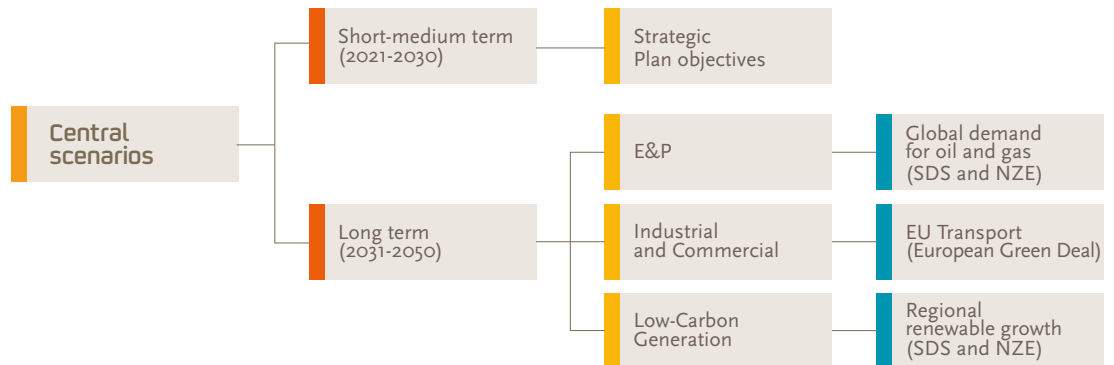 Central
scenarios
Short-medium term
(2021-2030)
Strategic
Plan objectives
Long term
(2031-2050)
E&P
Global demand
for oil and gas
(SDS and NZE)
Industrial
and Commercial
EU Transport
(European Green Deal)
Low-Carbon
Generation
Regional
renewable growth
(SDS and NZE)